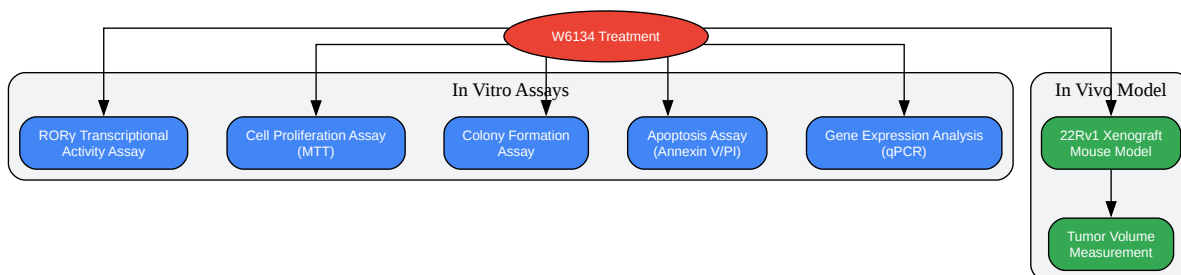 W6134 Treatment
In Vitro Assays
In Vivo Model
RORγ Transcriptional
Activity Assay
Cell Proliferation Assay
(MTT)
Colony Formation
Assay
Apoptosis Assay
(Annexin V/PI)
Gene Expression Analysis
(qPCR)
22Rv1 Xenograft
Mouse Model
Tumor Volume
Measurement